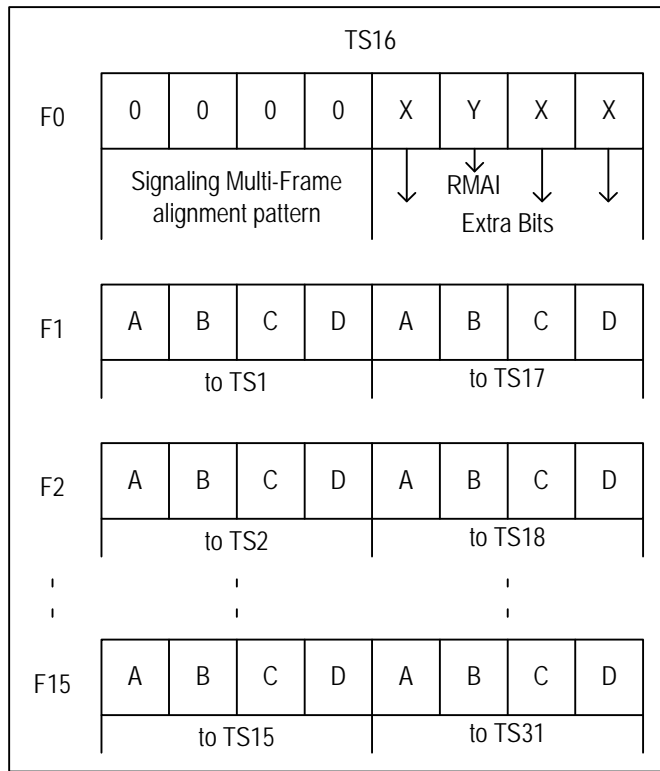 TS16
F0 0 0 0 0 X Y X X
Signaling Multi-Frame
alignment pattern
RMAI
Extra Bits
F1 A B C D A B C D
to TS1 to TS17
F2 A B C D A B C D
to TS2 to TS18
F15 A B C D A B C D
to TS15 to TS31